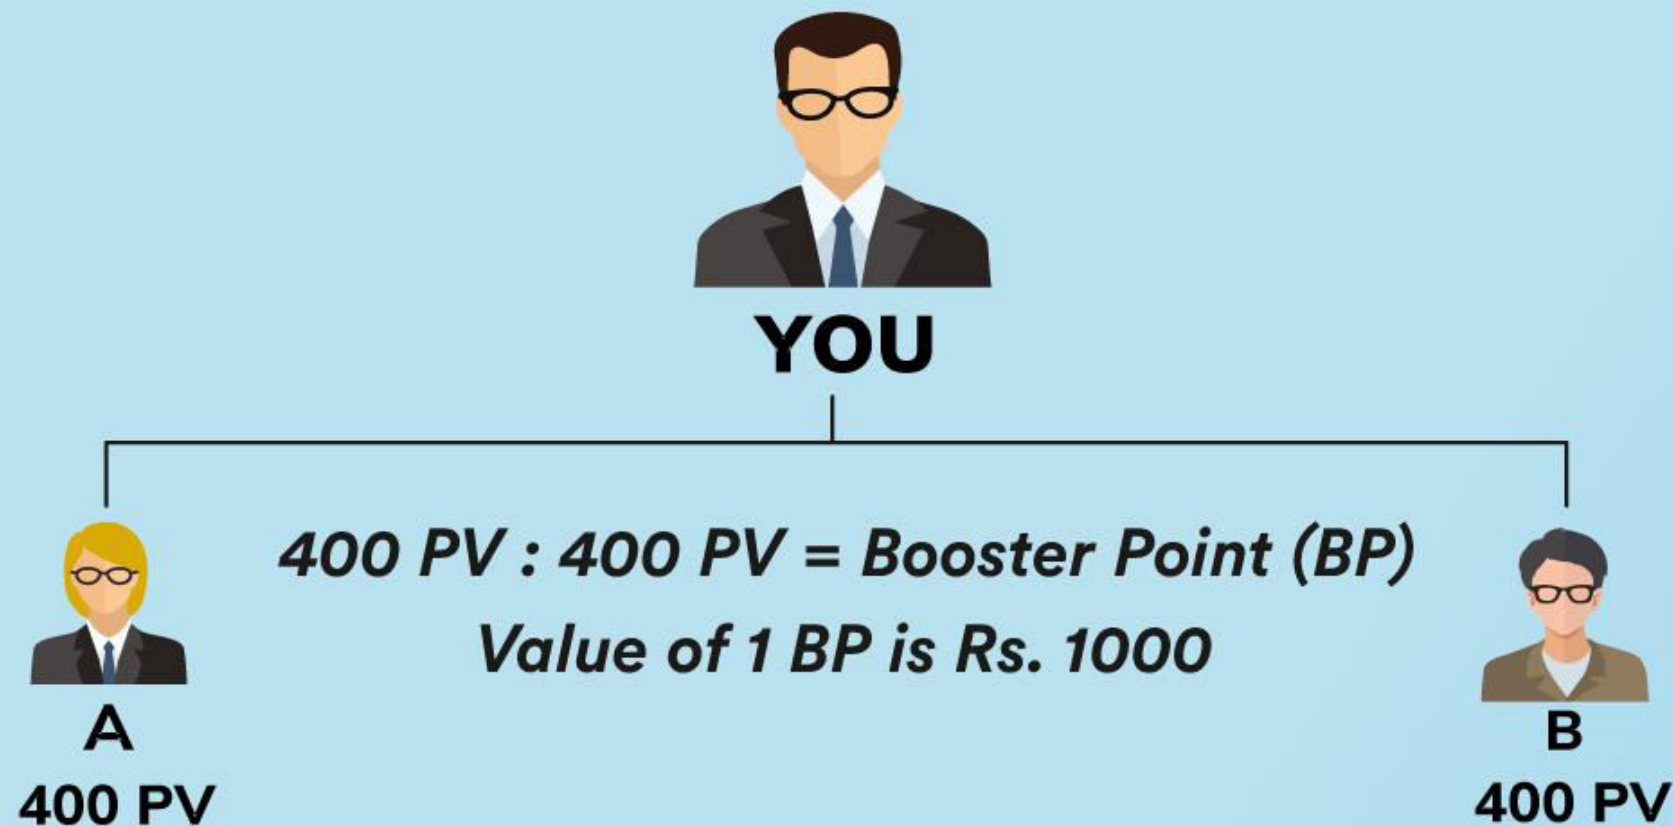 YOU
400 PV : 400 PV = Booster Point (BP)
Value of 1 BP is Rs. 1000
A
400 PV
B
400 PV